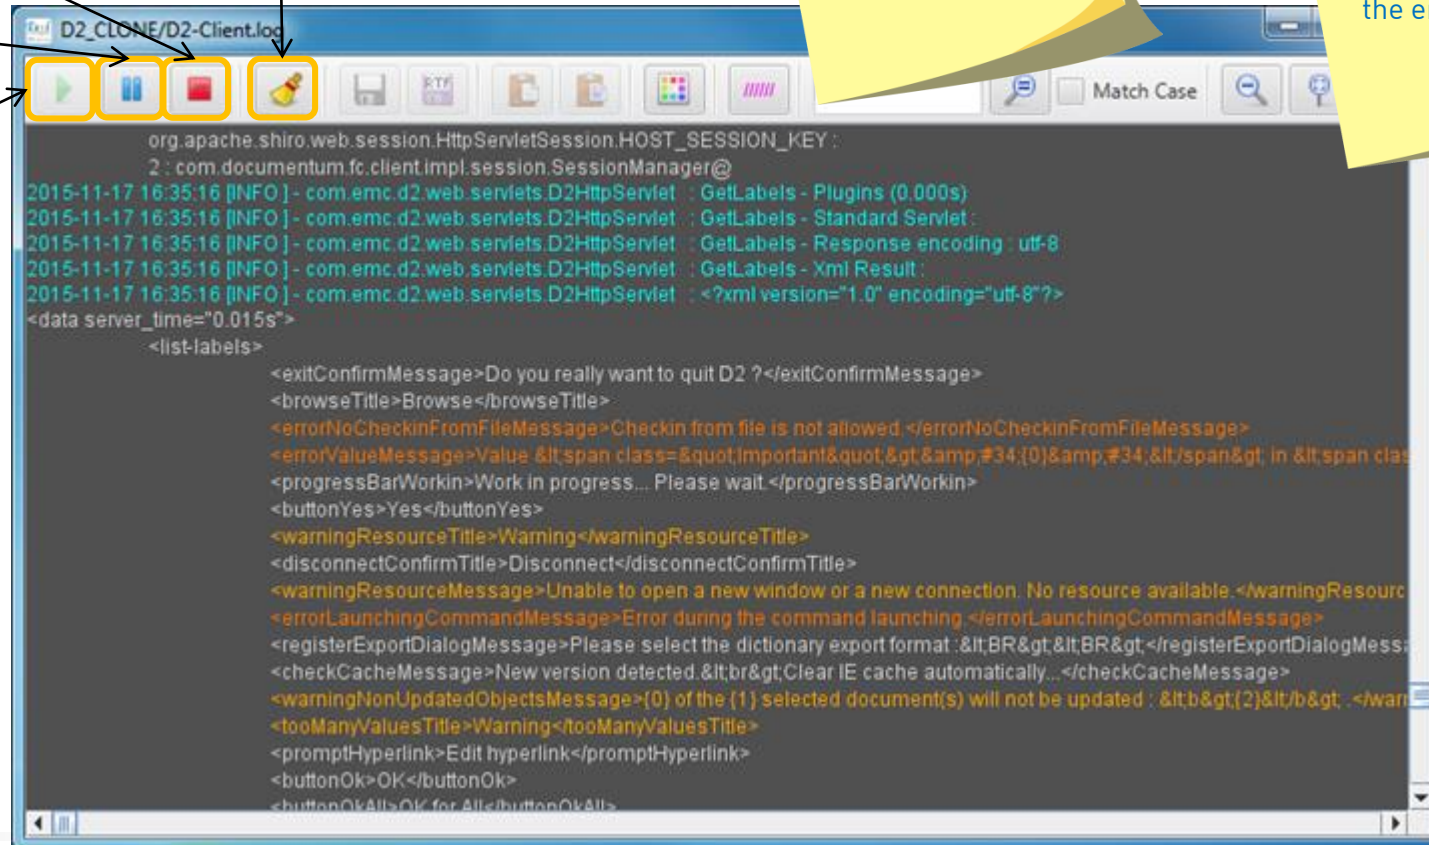 the e
D2_CLONE/D2-Client.log
RTF
Match Case
org.apache.shiro.web.session.HttpServletSession.HOST_SESSION_KEY :
2 : com.documentum.fc.client.impl.session.SessionManager@
2015-11-17 16:35:16 [INFO ] - com.emc.d2.web.servlets.D2HttpServlet : GetLabels - Plugins (0.000s)
2015-11-17 16:35:16 [INFO ] - com.emc.d2.web.servlets.D2HttpServlet : GetLabels - Standard Servlet :
2015-11-17 16:35:16 [INFO ] - com.emc.d2.web.servlets.D2HttpServlet : GetLabels - Response encoding : utf-8
2015-11-17 16:35:16 [INFO ] - com.emc.d2.web.servlets.D2HttpServlet : GetLabels - Xml Result :
2015-11-17 16:35:16 [INFO ] - com.emc.d2.web.servlets.D2HttpServlet : <?xml version="1.0" encoding="utf-8"?>
<data server_time="0.015s">
<list-labels>
<exitConfirmMessage>Do you really want to quit D2 ?</exitConfirmMessage>
<browseTitle>Browse</browseTitle>
<errorNoCheckinFromFileMessage>Checkin from file is not allowed.</errorNoCheckinFromFileMessage>
<errorValueMessage>Value &lt;span class=&quot;Important&quot;&gt;&amp;#34;{0}&amp;#34;&lt;/span&gt; in &lt;span clas
<progressBarWorkin>Work in progress... Please wait.</progressBarWorkin>
<buttonYes>Yes</buttonYes>
<warningResourceTitle>Warning</warningResourceTitle>
<disconnectConfirmTitle>Disconnect</disconnectConfirmTitle>
<warningResourceMessage>Unable to open a new window or a new connection. No resource available.</warningResourc
<errorLaunchingCommandMessage>Error during the command launching.</errorLaunchingCommandMessage>
<registerExportDialogMessage>Please select the dictionary export format :&lt;BR&gt;&lt;BR&gt;</registerExportDialogMessa
<checkCacheMessage>New version detected.&lt;br&gt;Clear IE cache automatically...</checkCacheMessage>
<warningNonUpdatedObjectsMessage>{0} of the {1} selected document(s) will not be updated : &lt;b&gt;{2}&lt;/b&gt; .</warn
<tooManyValuesTitle>Warning</tooManyValuesTitle>
<promptHyperlink>Edit hyperlink</promptHyperlink>
<buttonOk>OK</buttonOk>
<buttonOkAll>OK for All</buttonOkAll>